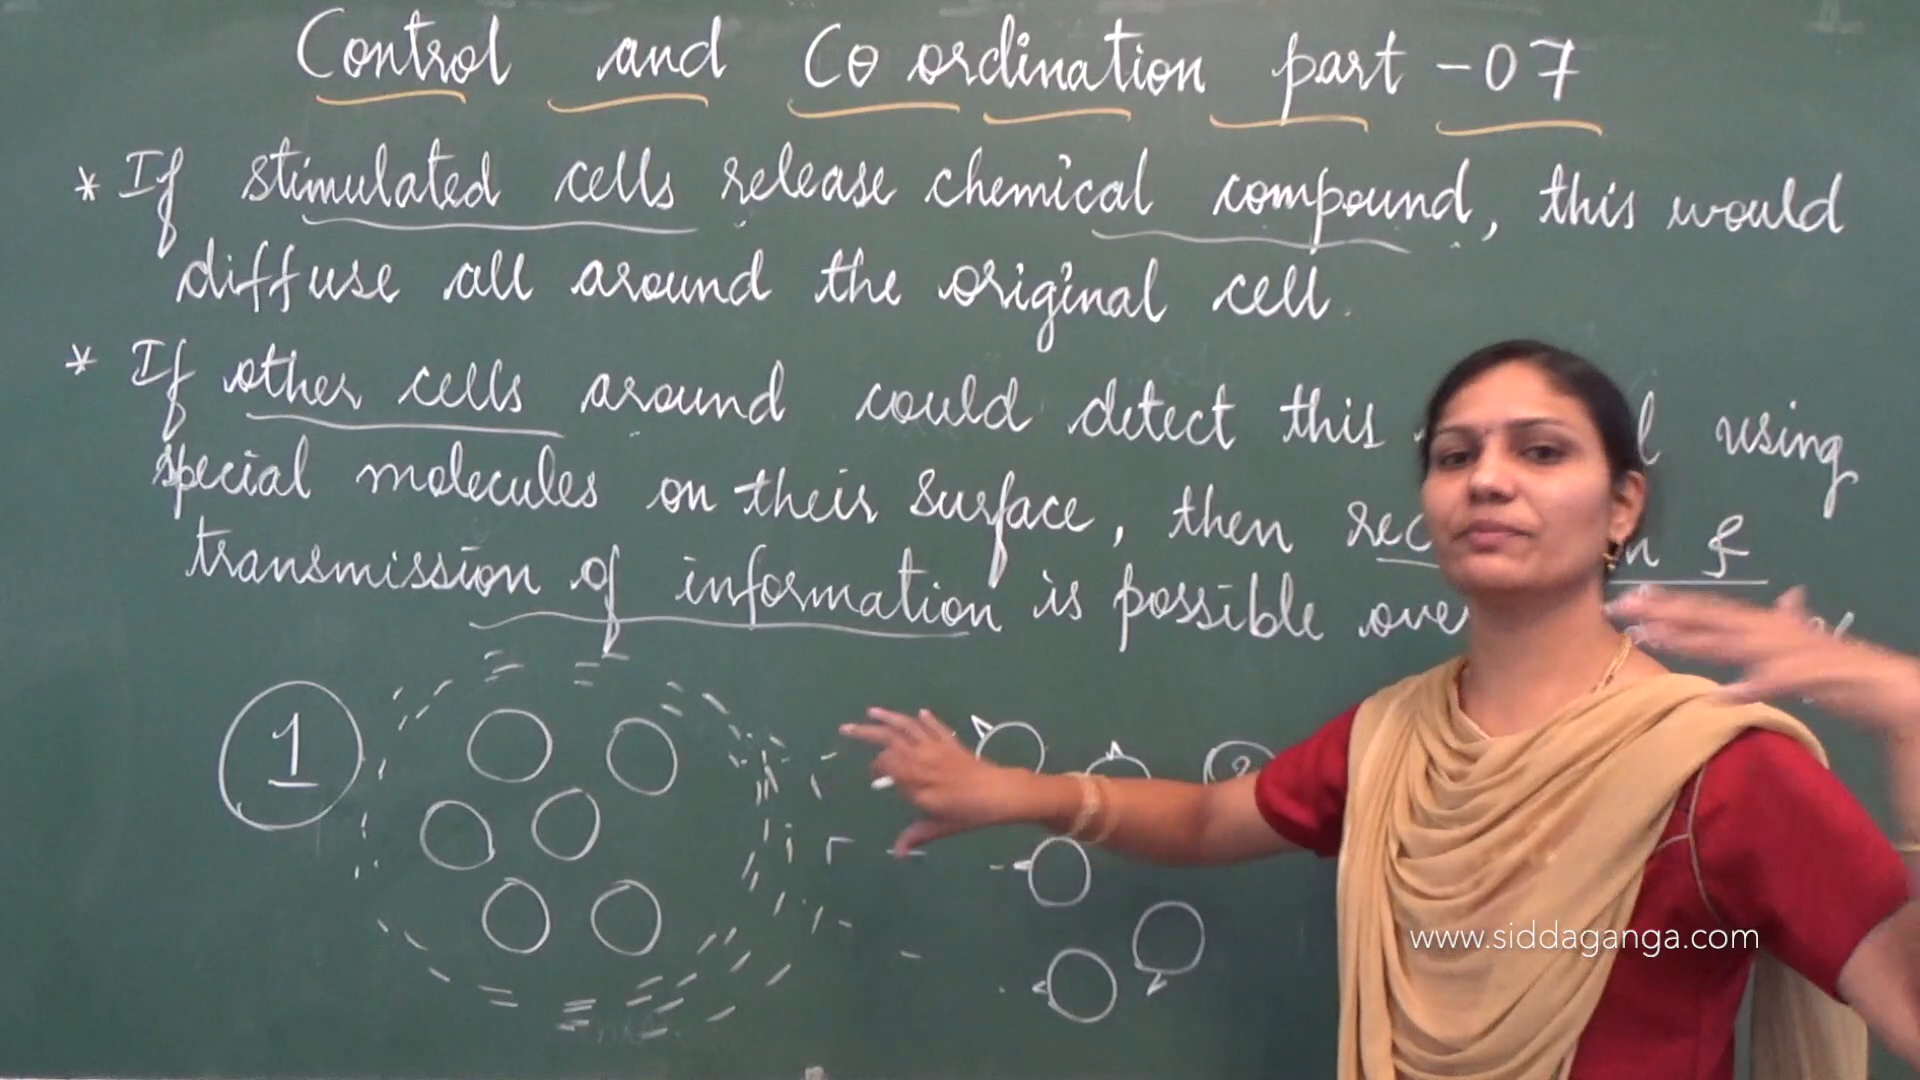 Control and Co ordination part -07
* If stimulated cells release chemical compound, this would
diffuse all around the original cell.
* If other cells around could detect this using
special molecules on their surface, then &
transmission of information is possible
1
2
www.siddaganga.com